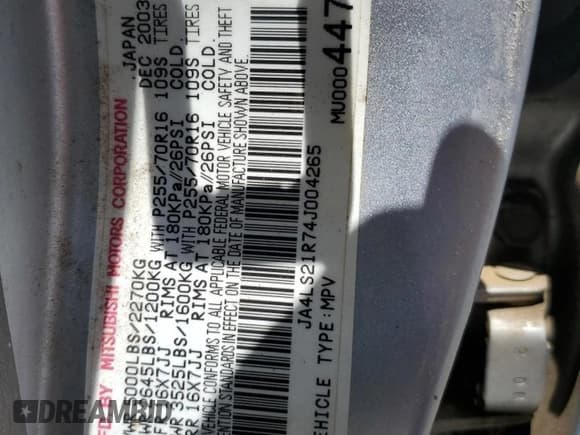 MFD BY MITSUBISHI MOTORS CORPORATION JAPAN
DEC 2003
5000LBS/2270KG
2645LBS/1200KG WITH P255/70R16 109S TIRES
16X7JJ RIMS AT 180KPa//26PSI COLD.
3525LBS/1600KG WITH P255/70R16 109S TIRES
RR 16X7JJ RIMS AT 180KPa//26PSI COLD.
VEHICLE CONFORMS TO ALL APPLICABLE FEDERAL MOTOR VEHICLE SAFETY AND THEFT
STANDARDS IN EFFECT ON THE DATE OF MANUFACTURE SHOWN ABOVE.
JA4LS21R74J004265
VEHICLE TYPE:MPV
MU000447
DREAMBID